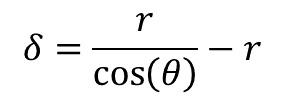 δ = r / cos(θ) − r